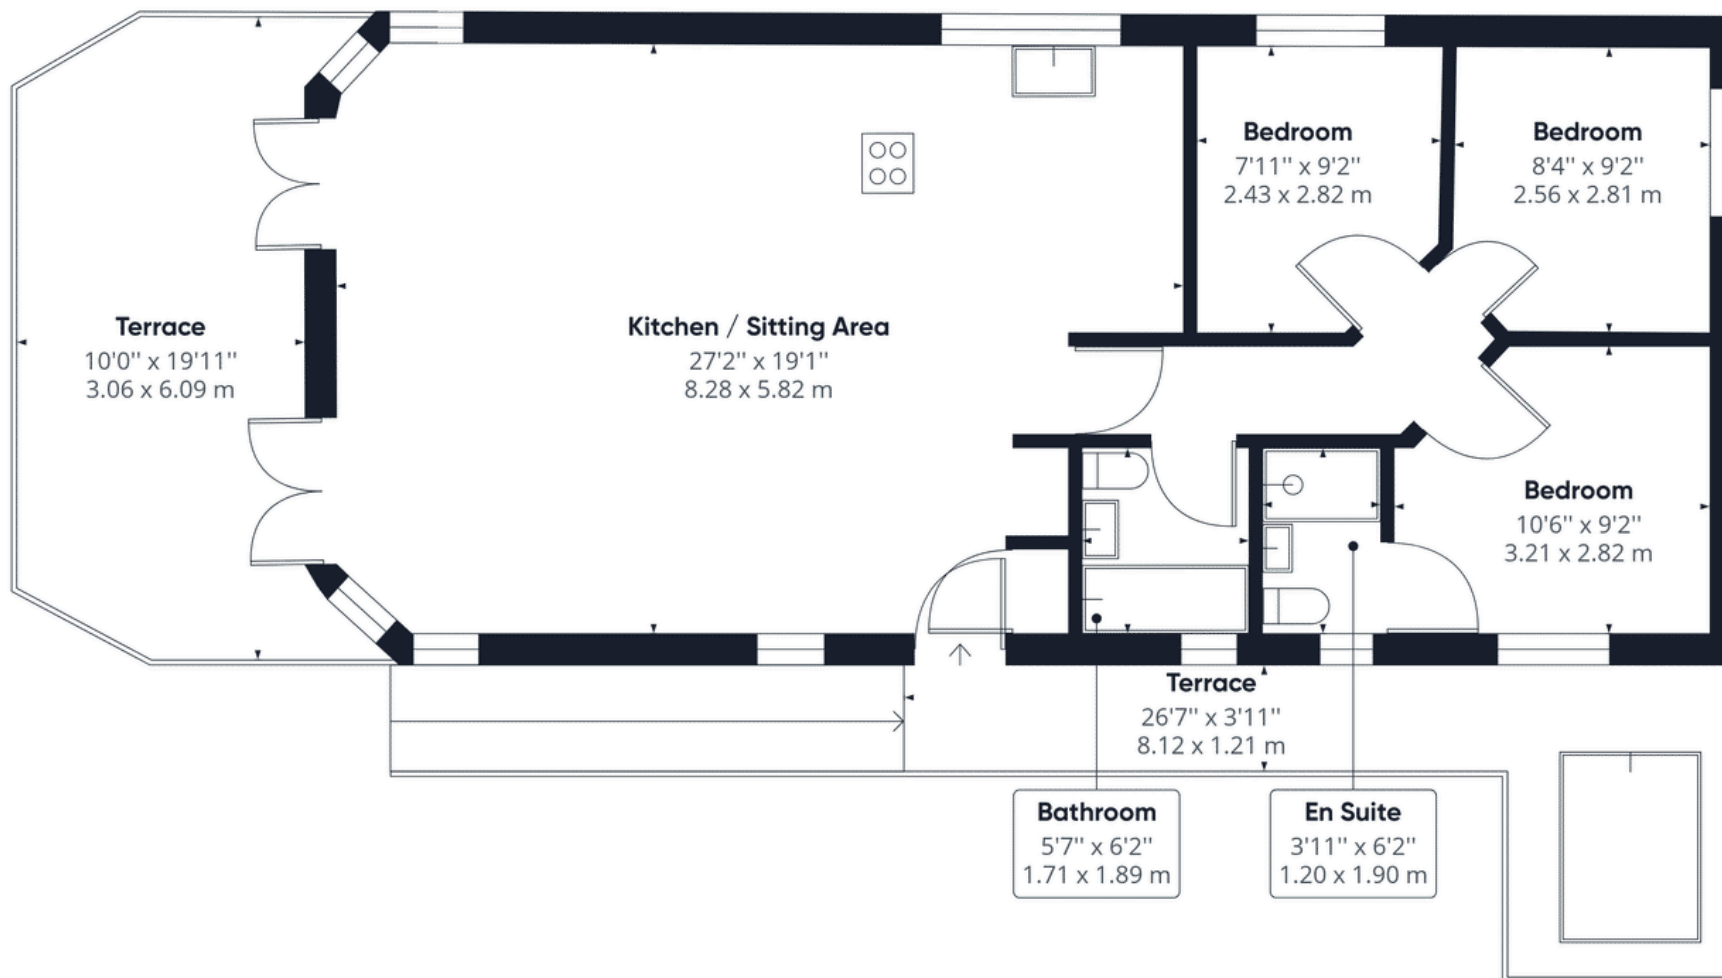 Bedroom
7'11'' x 9'2''
2.43 x 2.82 m
Bedroom
8'4'' x 9'2''
2.56 x 2.81 m
Terrace
10'0'' x 19'11''
3.06 x 6.09 m
Kitchen / Sitting Area
27'2'' x 19'1''
8.28 x 5.82 m
Bedroom
10'6'' x 9'2''
3.21 x 2.82 m
Terrace
26'7'' x 3'11''
8.12 x 1.21 m
Bathroom
5'7'' x 6'2''
1.71 x 1.89 m
En Suite
3'11'' x 6'2''
1.20 x 1.90 m